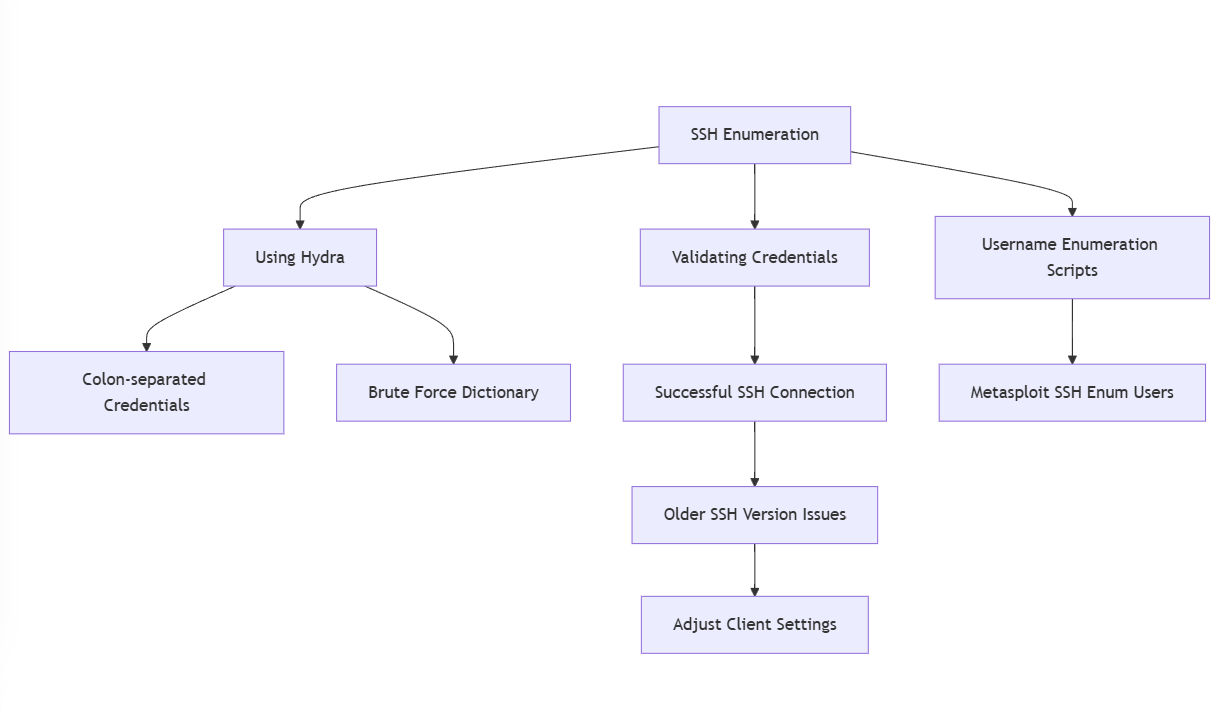 SSH Enumeration
Using Hydra
Validating Credentials
Username Enumeration
Scripts
Colon-separated
Credentials
Brute Force Dictionary
Successful SSH Connection
Metasploit SSH Enum Users
Older SSH Version Issues
Adjust Client Settings